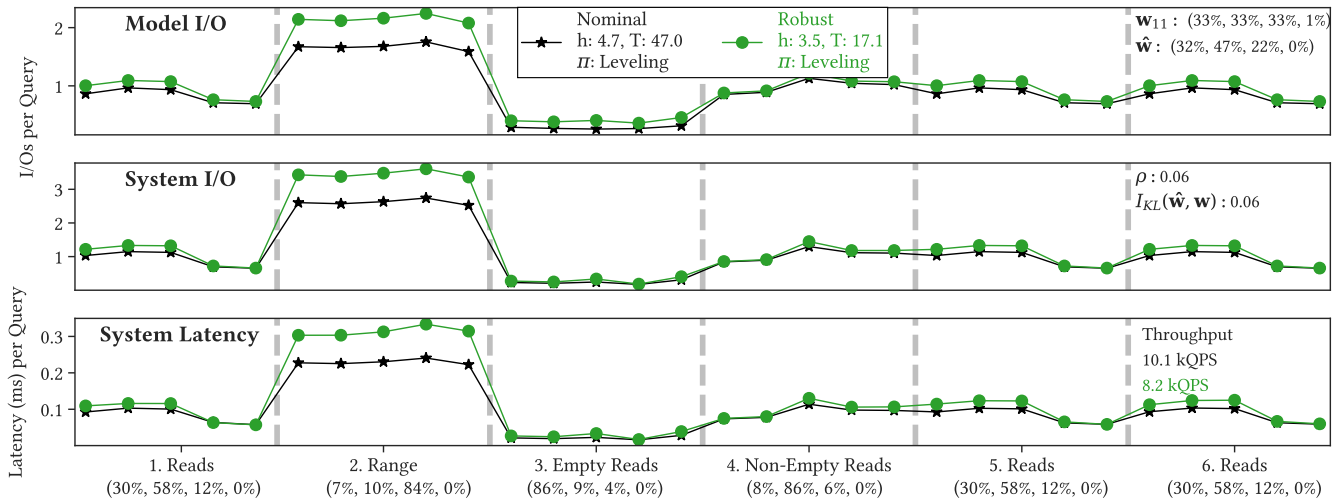 Model I/O
Nominal
h: 4.7, T: 47.0
π: Leveling
Robust
h: 3.5, T: 17.1
π: Leveling
w₁₁ : (33%, 33%, 33%, 1%)
ŵ : (32%, 47%, 22%, 0%)
2
1
I/Os per Query
System I/O
ρ : 0.06
I_KL(ŵ, w) : 0.06
3
2
1
System Latency
Throughput
10.1 kQPS
8.2 kQPS
0.3
0.2
0.1
Latency (ms) per Query
1. Reads
(30%, 58%, 12%, 0%)
2. Range
(7%, 10%, 84%, 0%)
3. Empty Reads
(86%, 9%, 4%, 0%)
4. Non-Empty Reads
(8%, 86%, 6%, 0%)
5. Reads
(30%, 58%, 12%, 0%)
6. Reads
(30%, 58%, 12%, 0%)